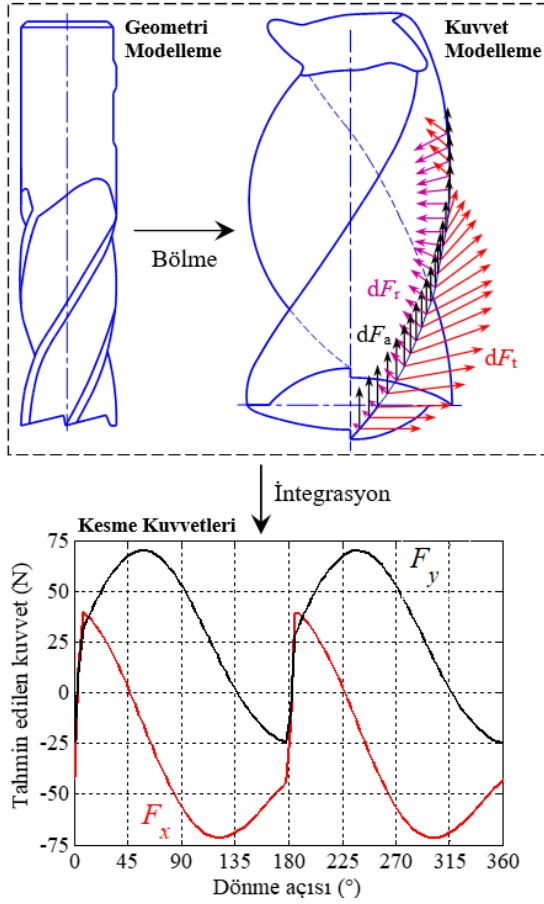 Geometri
Modelleme
Kuvvet
Modelleme
Bölme
dFr
dFa
dFt
İntegrasyon
Kesme Kuvvetleri
Tahmin edilen kuvvet (N)
75
50
25
0
-25
-50
-75
Fy
Fx
0 45 90 135 180 225 270 315 360
Dönme açısı (°)